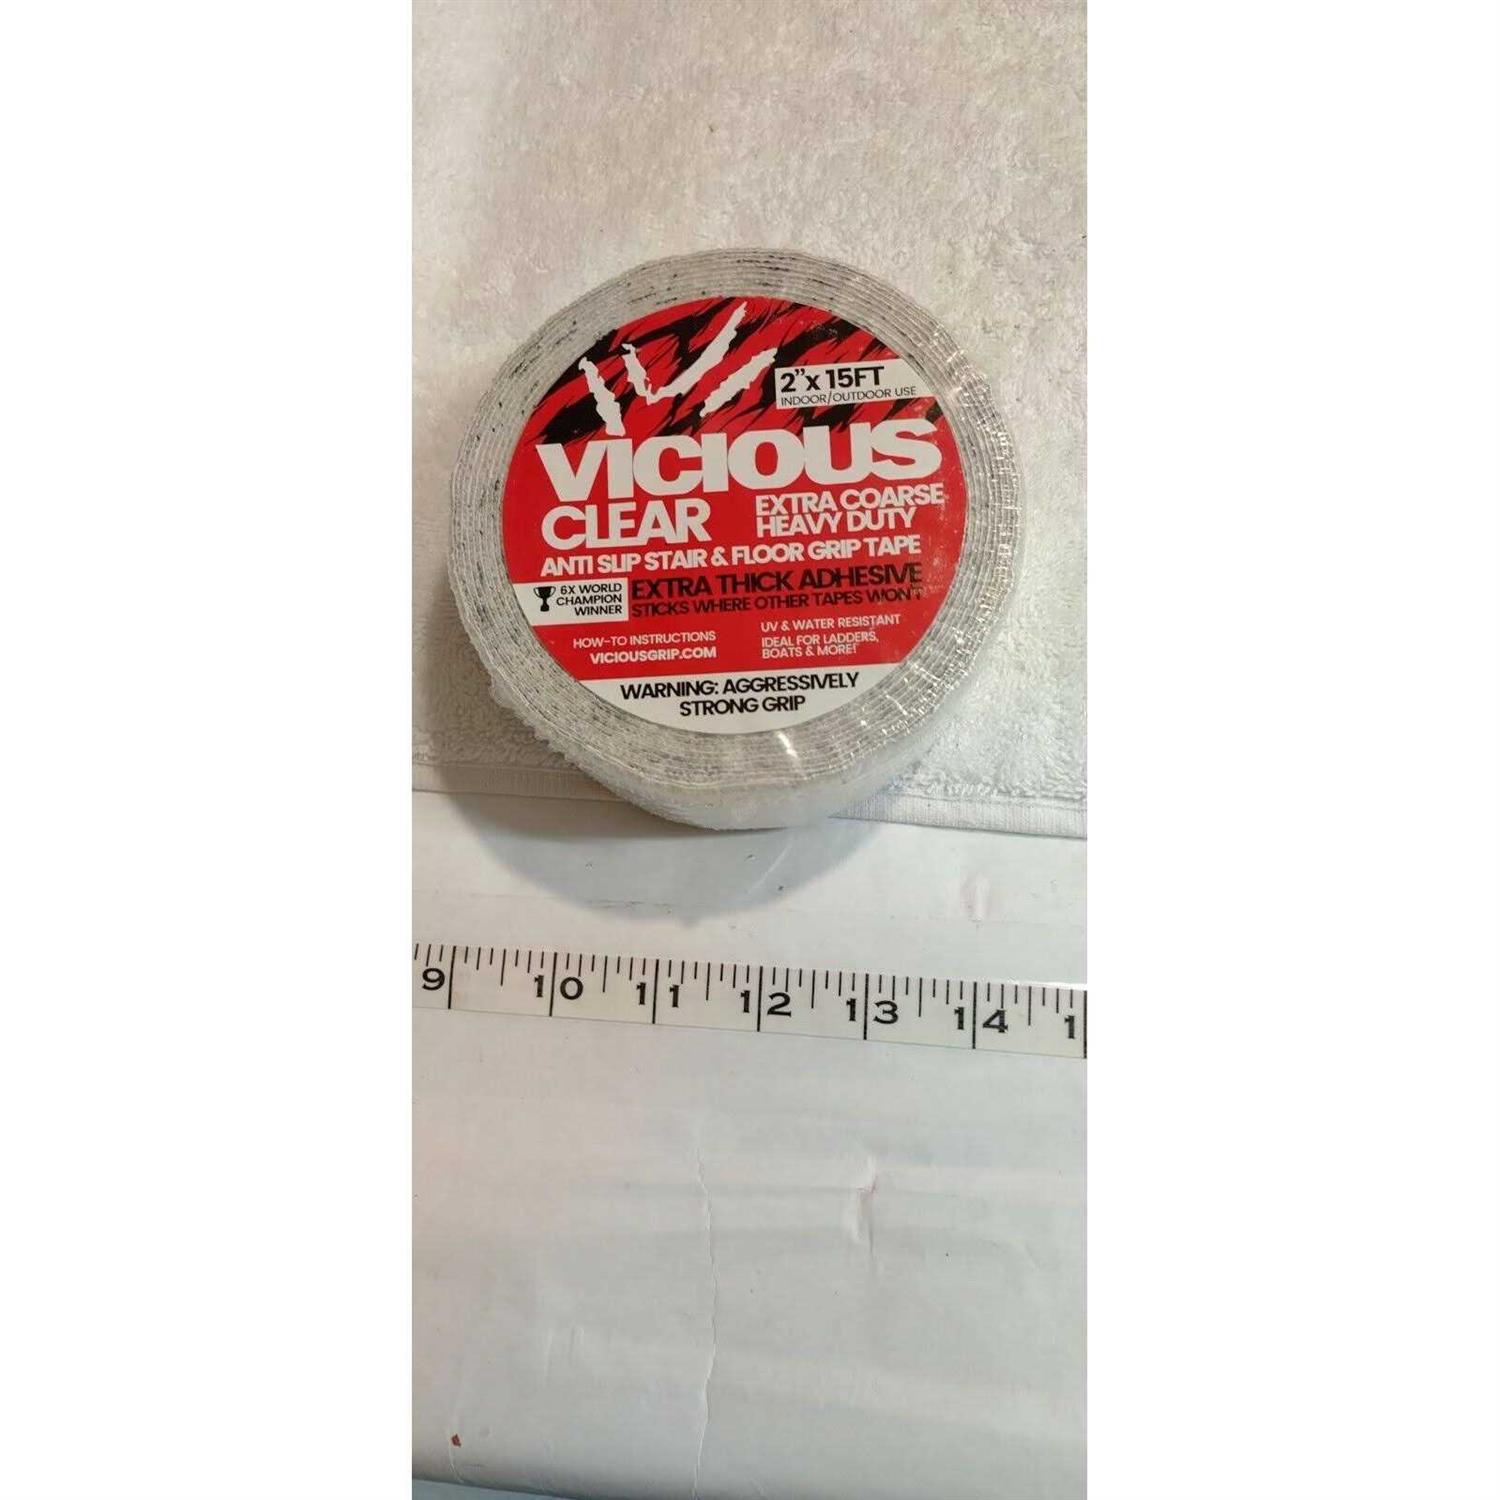 2" x 15FT
INDOOR/OUTDOOR USE
VICIOUS
CLEAR
EXTRA COARSE
HEAVY DUTY
ANTI SLIP STAIR & FLOOR GRIP TAPE
6X WORLD
CHAMPION
WINNER
EXTRA THICK ADHESIVE
STICKS WHERE OTHER TAPES WON'T
HOW-TO INSTRUCTIONS
VICIOUSGRIP.COM
UV & WATER RESISTANT
IDEAL FOR LADDERS,
BOATS & MORE!
WARNING: AGGRESSIVELY
STRONG GRIP
9 10 11 12 13 14 1